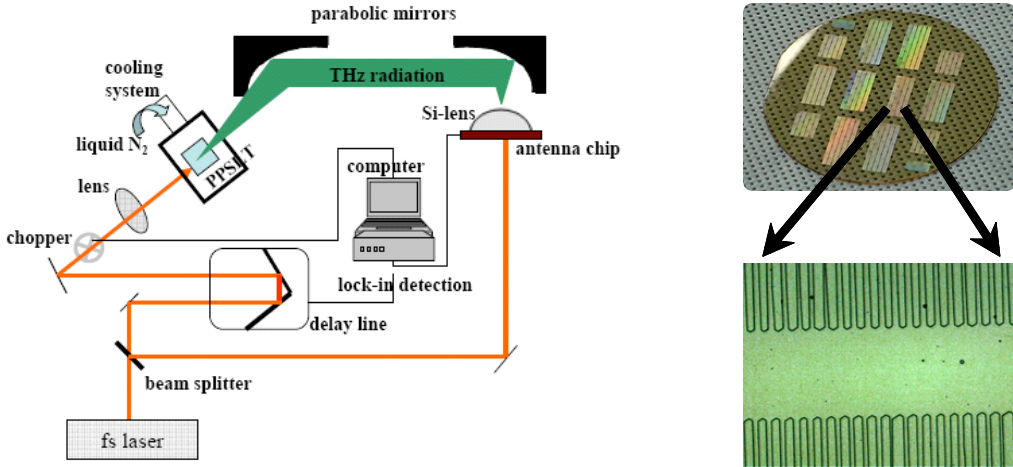 parabolic mirrors
cooling
system
THz radiation
liquid N2
Si-lens
PPSLT
antenna chip
computer
lens
chopper
lock-in detection
delay line
beam splitter
fs laser